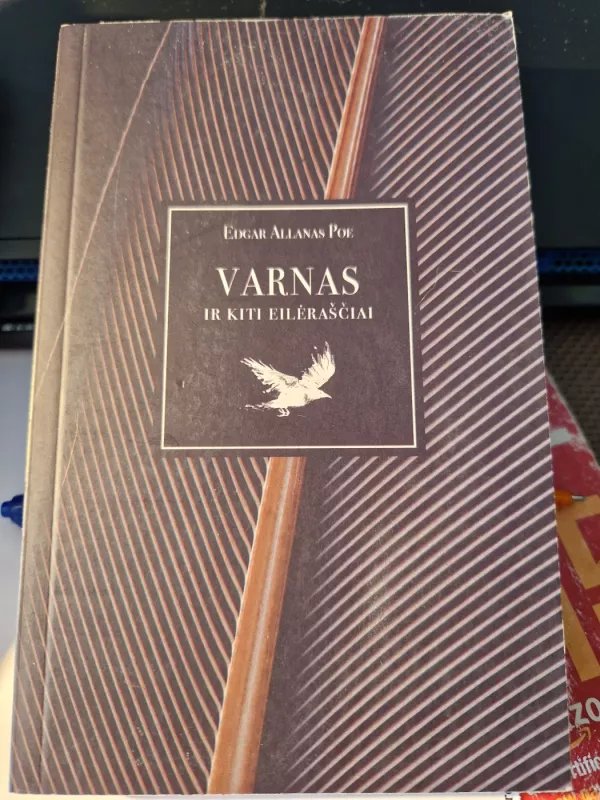 Edgar Allanas Poe
VARNAS
IR KITI EILĖRAŠČIAI